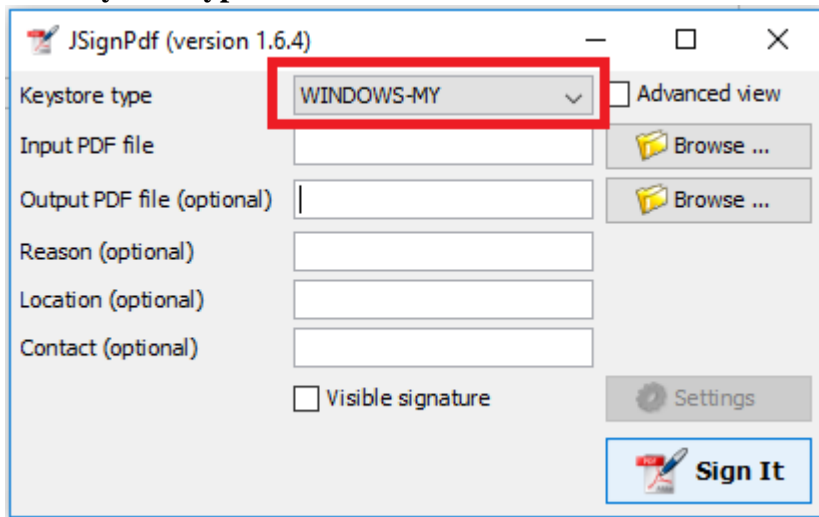 JSignPdf (version 1.6.4)
Keystore type WINDOWS-MY Advanced view
Input PDF file Browse ...
Output PDF file (optional) Browse ...
Reason (optional)
Location (optional)
Contact (optional)
Visible signature Settings
Sign It